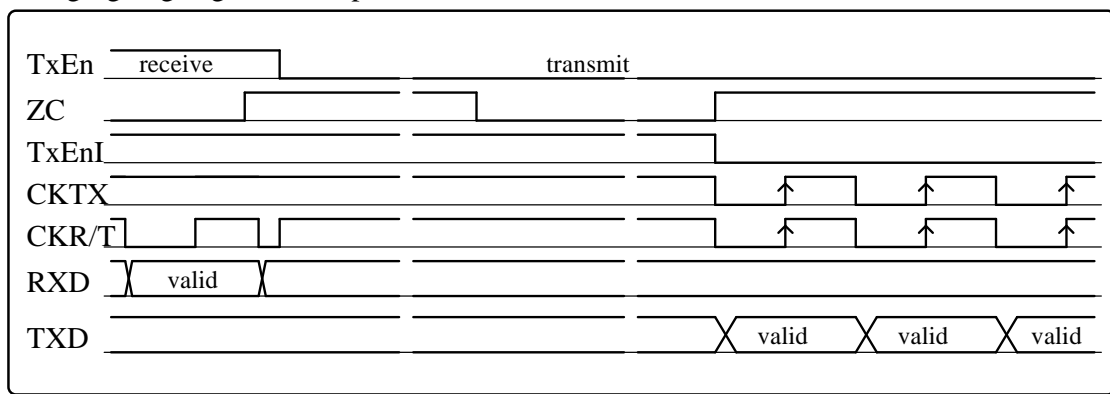 TxEn receive transmit
ZC
TxEnI
CKTX
CKR/T
RXD valid
TXD valid valid valid